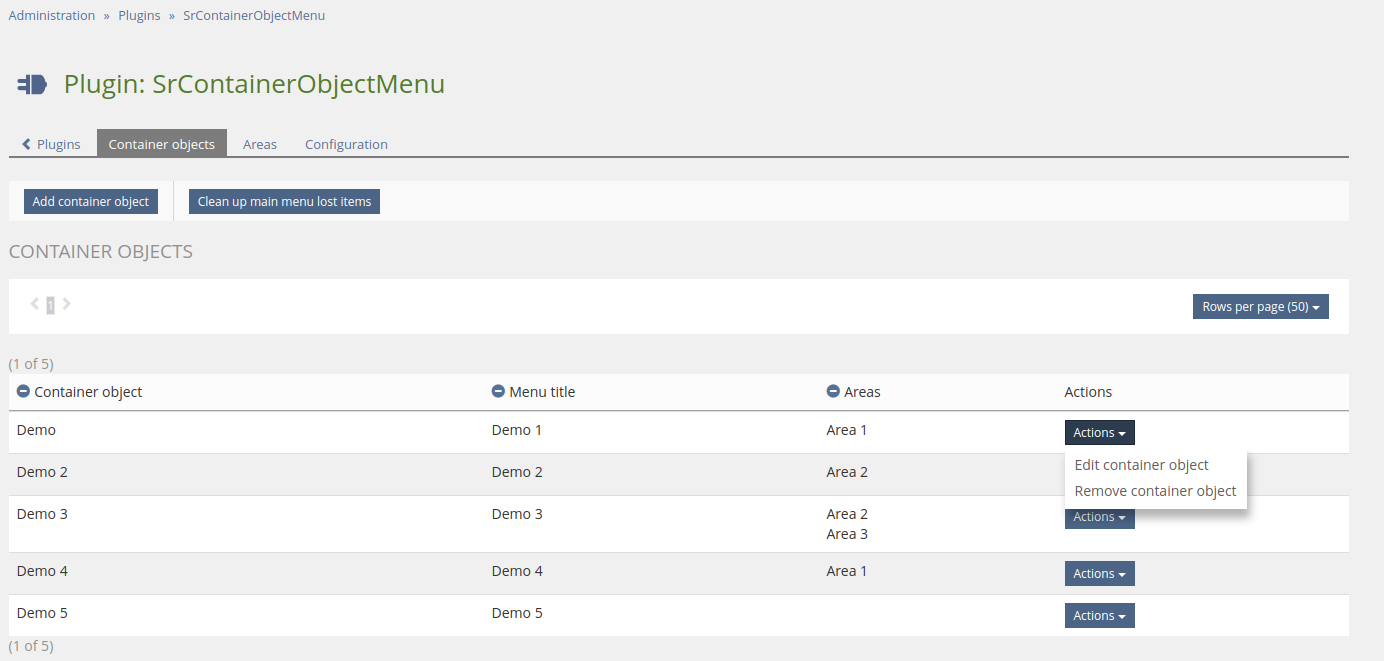 Administration » Plugins » SrContainerObjectMenu
Plugin: SrContainerObjectMenu
Plugins Container objects Areas Configuration
Add container object Clean up main menu lost items
CONTAINER OBJECTS
1 Rows per page (50)
(1 of 5)
Container object Menu title Areas Actions
Demo Demo 1 Area 1 Actions
Edit container object
Demo 2 Demo 2 Area 2
Remove container object
Demo 3 Demo 3 Area 2 Actions
Area 3
Demo 4 Demo 4 Area 1 Actions
Demo 5 Demo 5 Actions
(1 of 5)